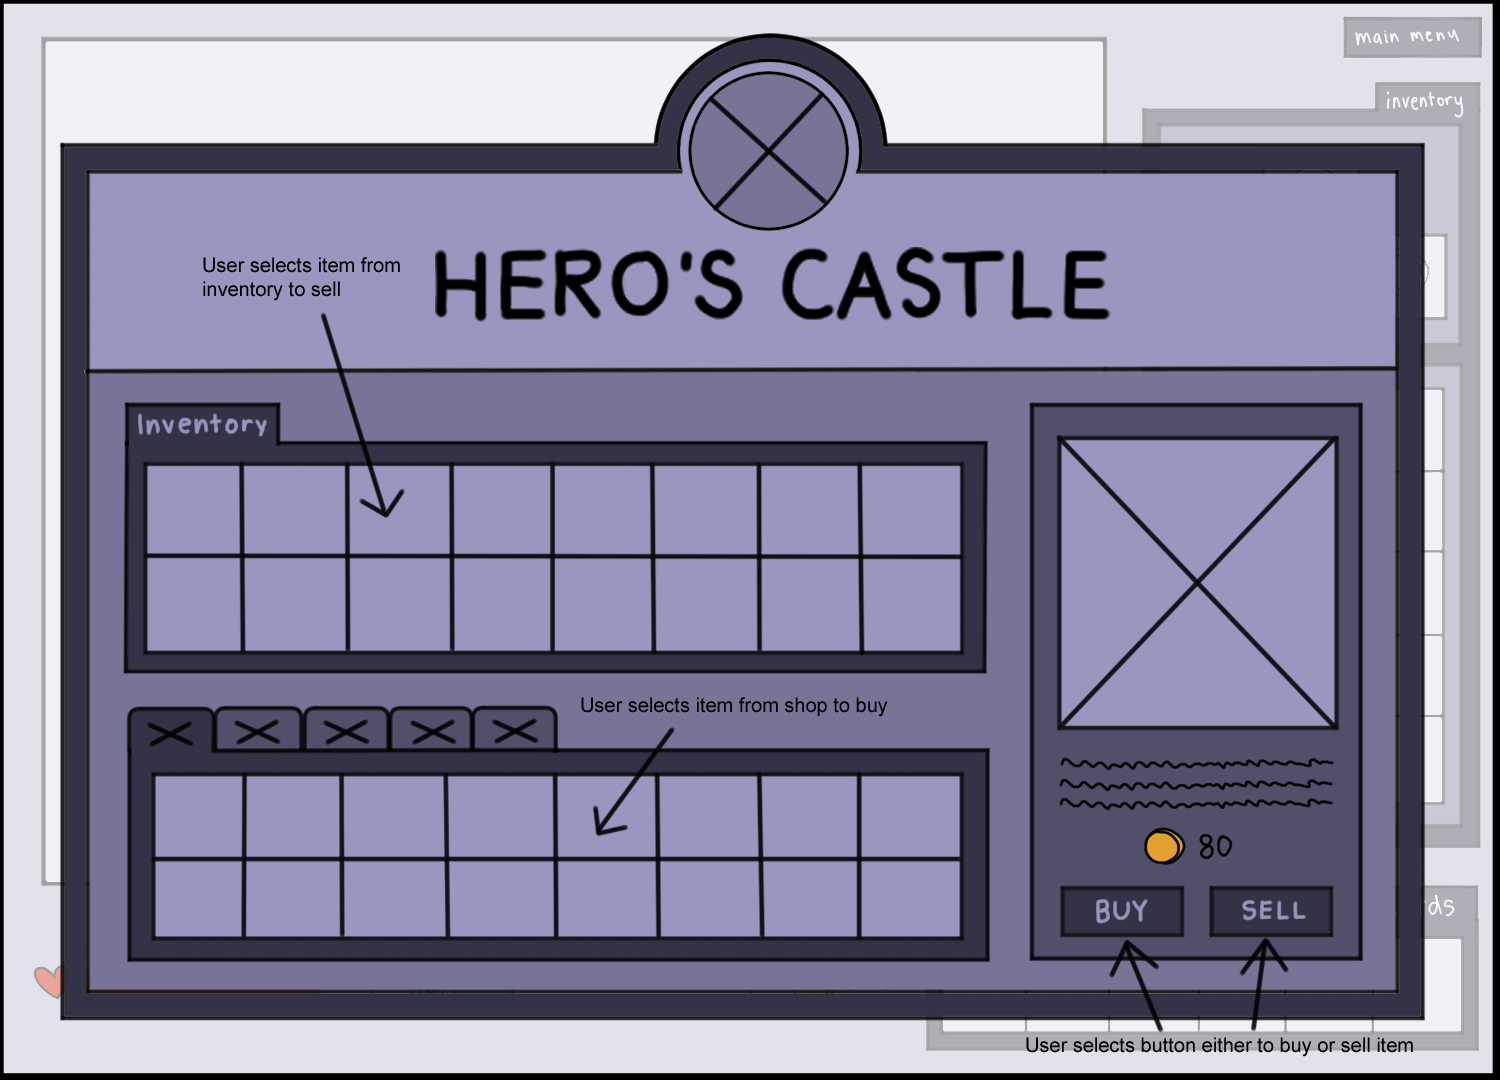 main menu
inventory
User selects item from
inventory to sell
HERO'S CASTLE
Inventory
User selects item from shop to buy
80
BUY
SELL
User selects button either to buy or sell item